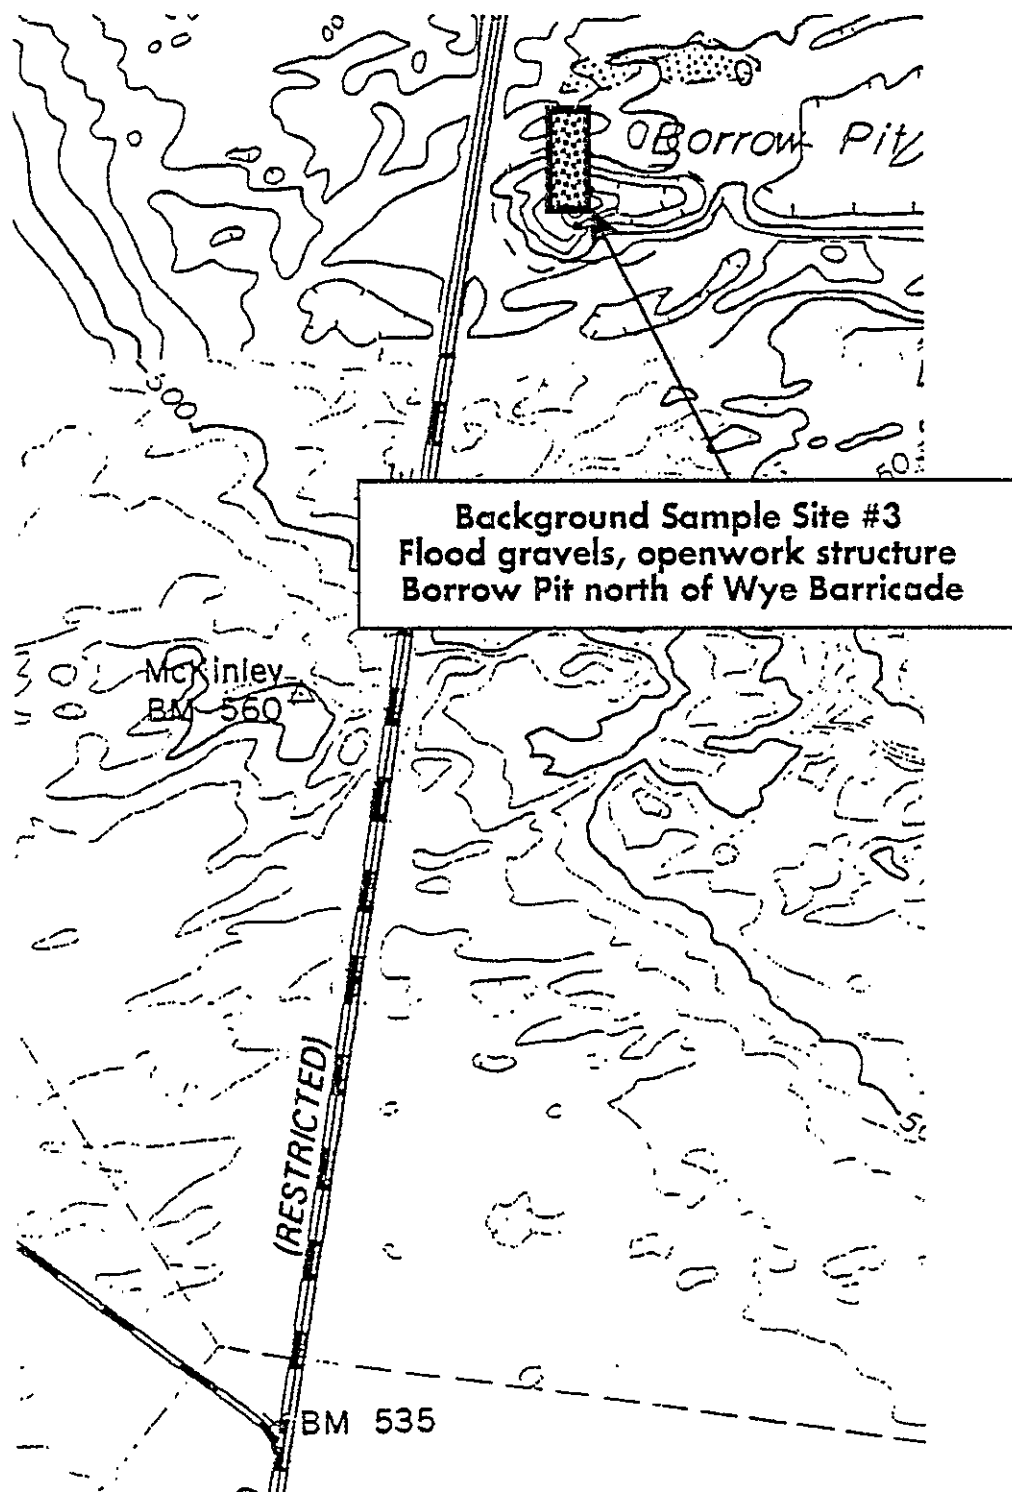 Borrow Pit
500
Background Sample Site #3
Flood gravels, openwork structure
Borrow Pit north of Wye Barricade
McKinley
BM 560
(RESTRICTED)
BM 535